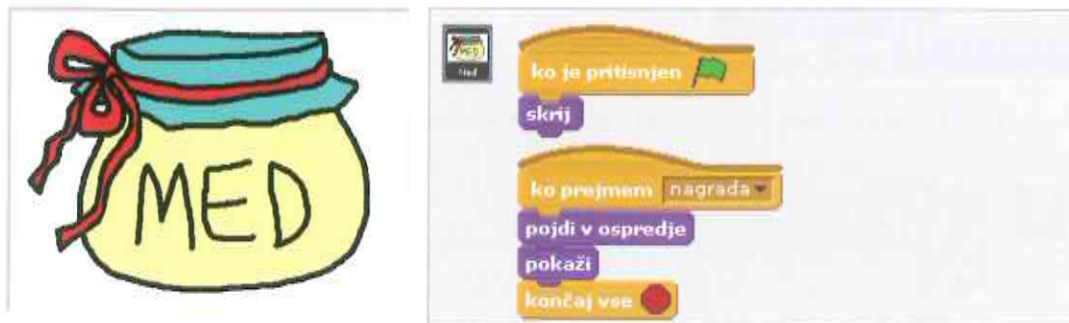 MED
Med
ko je pritisnjen
skrij
ko prejmem nagrada
pojdi v ospredje
pokaži
končaj vse